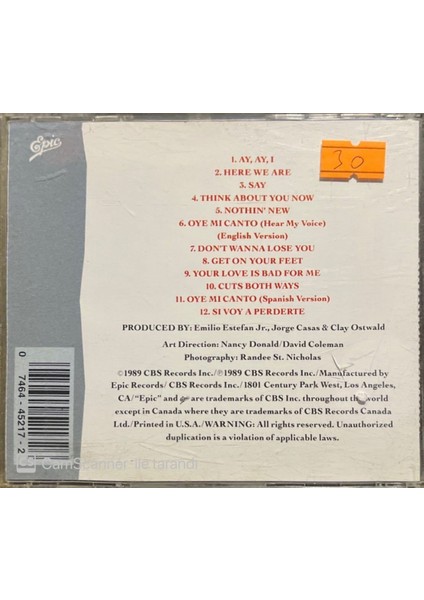 Epic
30
1. AY, AY, I
2. HERE WE ARE
3. SAY
4. THINK ABOUT YOU NOW
5. NOTHIN' NEW
6. OYE MI CANTO (Hear My Voice)
(English Version)
7. DON'T WANNA LOSE YOU
8. GET ON YOUR FEET
9. YOUR LOVE IS BAD FOR ME
10. CUTS BOTH WAYS
11. OYE MI CANTO (Spanish Version)
12. SI VOY A PERDERTE
PRODUCED BY: Emilio Estefan Jr., Jorge Casas & Clay Ostwald
Art Direction: Nancy Donald/David Coleman
Photography: Randee St. Nicholas
©1989 CBS Records Inc./℗1989 CBS Records Inc./Manufactured by
Epic Records/ CBS Records Inc./1801 Century Park West, Los Angeles,
CA/"Epic" and are trademarks of CBS Inc. throughout the world
except in Canada where they are trademarks of CBS Records Canada
Ltd./Printed in U.S.A./WARNING: All rights reserved. Unauthorized
duplication is a violation of applicable laws.
0 7464-45217-2
CamScanner ile tarandı